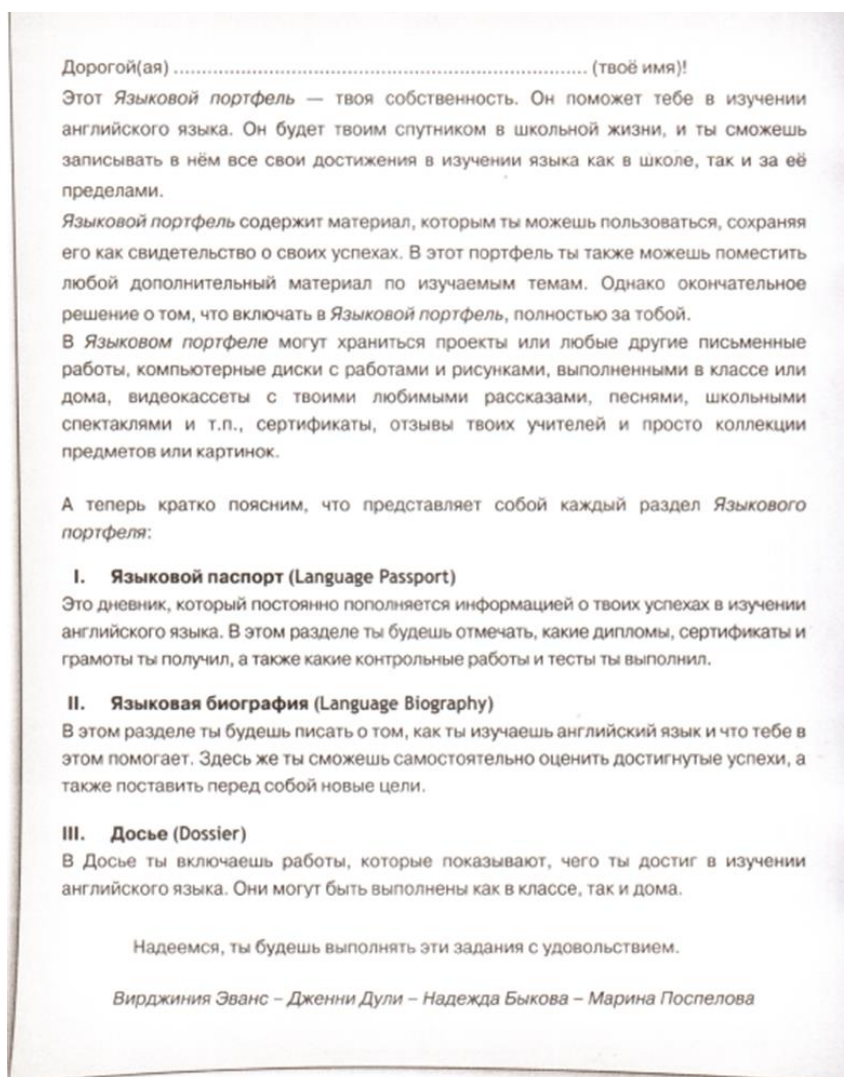 Дорогой(ая) ........................................................................ (твоё имя)!
Этот Языковой портфель — твоя собственность. Он поможет тебе в изучении
английского языка. Он будет твоим спутником в школьной жизни, и ты сможешь
записывать в нём все свои достижения в изучении языка как в школе, так и за её
пределами.
Языковой портфель содержит материал, которым ты можешь пользоваться, сохраняя
его как свидетельство о своих успехах. В этот портфель ты также можешь поместить
любой дополнительный материал по изучаемым темам. Однако окончательное
решение о том, что включать в Языковой портфель, полностью за тобой.
В Языковом портфеле могут храниться проекты или любые другие письменные
работы, компьютерные диски с работами и рисунками, выполненными в классе или
дома, видеокассеты с твоими любимыми рассказами, песнями, школьными
спектаклями и т.п., сертификаты, отзывы твоих учителей и просто коллекции
предметов или картинок.
А теперь кратко поясним, что представляет собой каждый раздел Языкового
портфеля:
I. Языковой паспорт (Language Passport)
Это дневник, который постоянно пополняется информацией о твоих успехах в изучении
английского языка. В этом разделе ты будешь отмечать, какие дипломы, сертификаты и
грамоты ты получил, а также какие контрольные работы и тесты ты выполнил.
II. Языковая биография (Language Biography)
В этом разделе ты будешь писать о том, как ты изучаешь английский язык и что тебе в
этом помогает. Здесь же ты сможешь самостоятельно оценить достигнутые успехи, а
также поставить перед собой новые цели.
III. Досье (Dossier)
В Досье ты включаешь работы, которые показывают, чего ты достиг в изучении
английского языка. Они могут быть выполнены как в классе, так и дома.
Надеемся, ты будешь выполнять эти задания с удовольствием.
Вирджиния Эванс – Дженни Дули – Надежда Быкова – Марина Поспелова